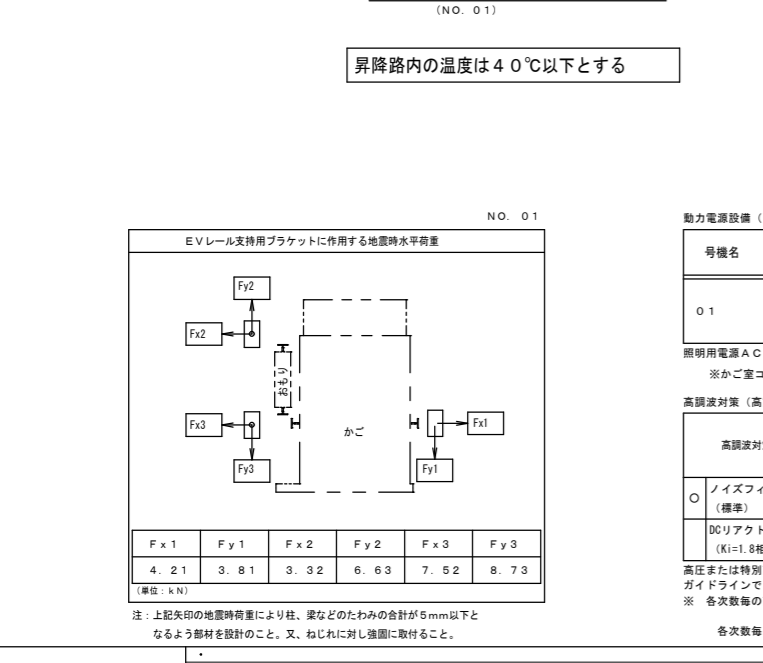 (NO. 01)
昇降路内の温度は40℃以下とする
NO. 01
EVレール支持用ブラケットに作用する地震時水平荷重
Fy2
Fx2
おもり
Fx3
かご
Fx1
Fy3
Fy1
Fx1 Fy1 Fx2 Fy2 Fx3 Fy3
4.21 3.81 3.32 6.63 7.52 8.73
(単位:kN)
注:上記矢印の地震時荷重により柱、梁などのたわみの合計が5mm以下と
なるよう部材を設計のこと。又、ねじれに対し強固に取付ること。
動力電源設備(
号機名
01
照明用電源AC
※かご室コ
高調波対策(高
高調波対
○ ノイズフィ
(標準)
DCリアクト
(Ki=1.8相
高圧または特別
ガイドラインで
※ 各次数毎の
各次数毎